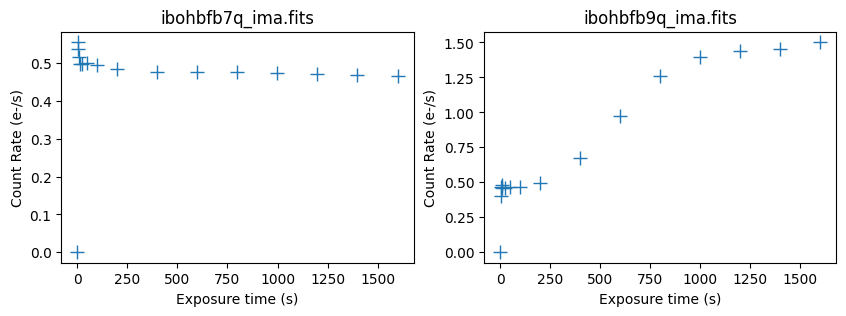 ibohbfb7q_ima.fits
Count Rate (e-/s)
0.5
0.4
0.3
0.2
0.1
0.0
0 250 500 750 1000 1250 1500
Exposure time (s)
ibohbfb9q_ima.fits
Count Rate (e-/s)
1.50
1.25
1.00
0.75
0.50
0.25
0.00
0 250 500 750 1000 1250 1500
Exposure time (s)